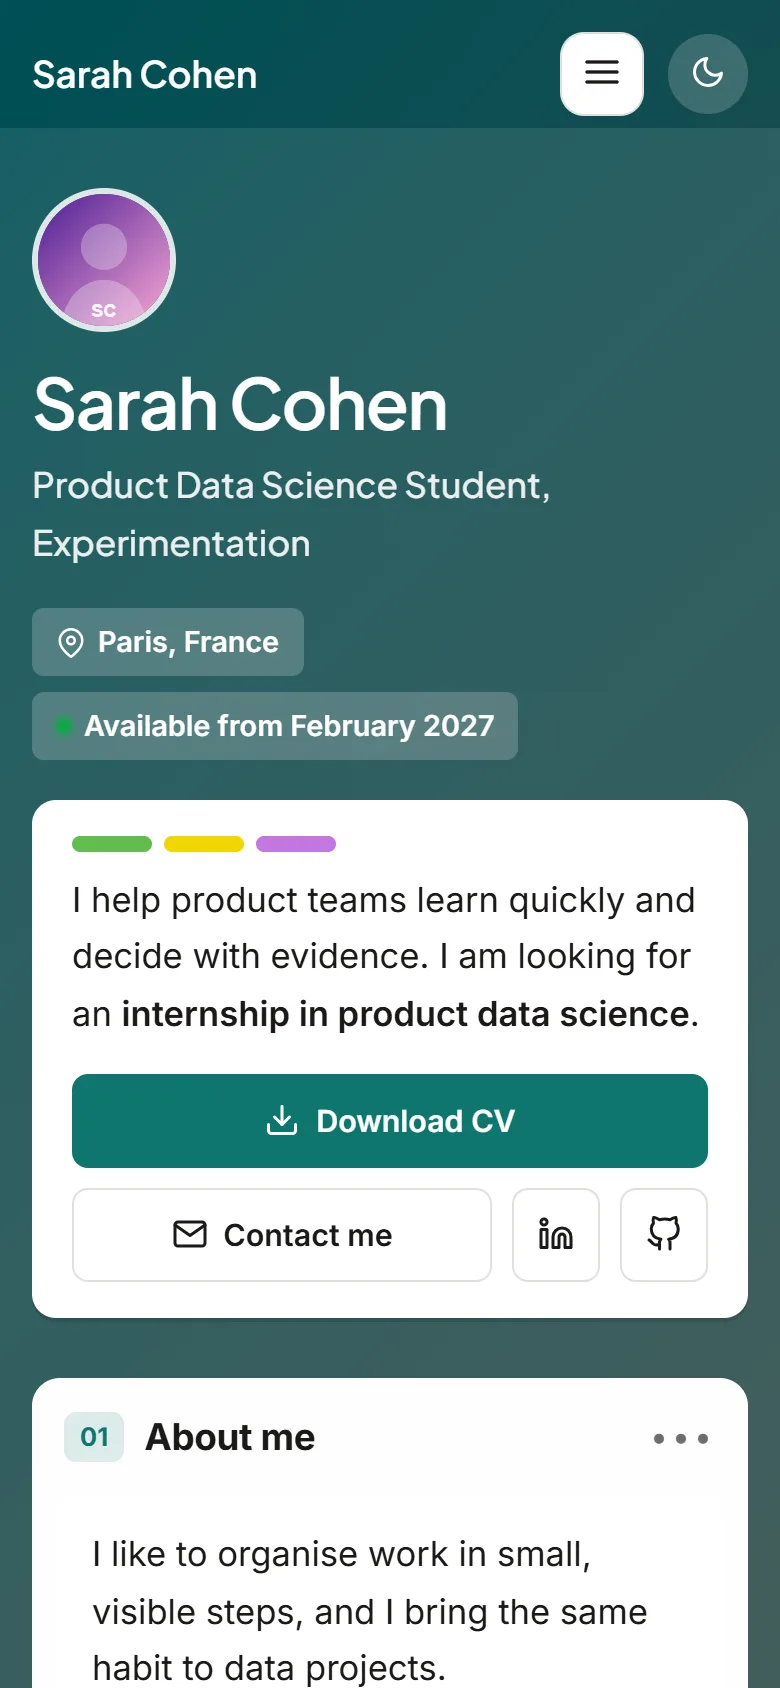 Sarah Cohen
SC
Sarah Cohen
Product Data Science Student,
Experimentation
Paris, France
Available from February 2027
I help product teams learn quickly and
decide with evidence. I am looking for
an internship in product data science.
Download CV
Contact me
01 About me
I like to organise work in small,
visible steps, and I bring the same
habit to data projects.